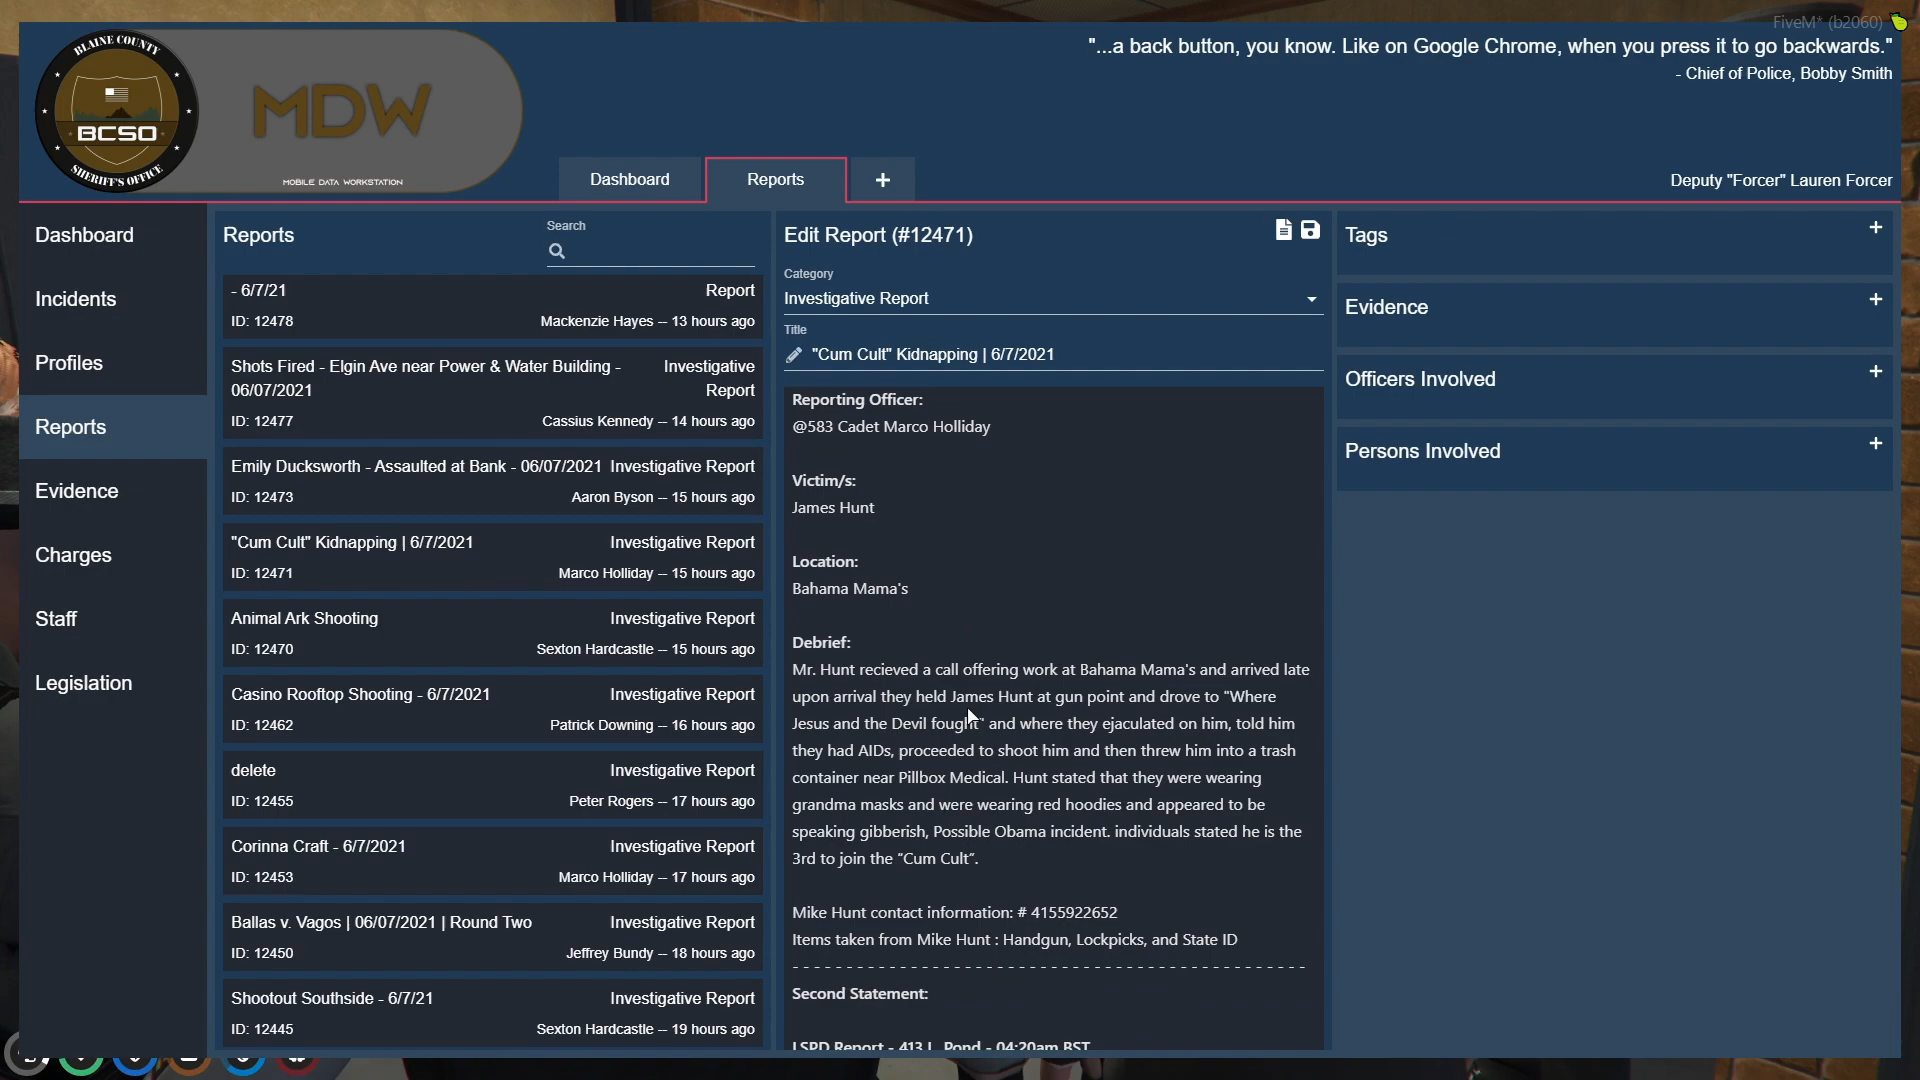 FiveM* (b2060)
"...a back button, you know. Like on Google Chrome, when you press it to go backwards."
- Chief of Police, Bobby Smith
BLAINE COUNTY
BCSO
SHERIFF'S OFFICE
MDW
MOBILE DATA WORKSTATION
Dashboard
Reports
+
Deputy "Forcer" Lauren Forcer
Dashboard
Incidents
Profiles
Reports
Evidence
Charges
Staff
Legislation
Reports
Search
- 6/7/21 Report
ID: 12478 Mackenzie Hayes -- 13 hours ago
Shots Fired - Elgin Ave near Power & Water Building - Investigative
06/07/2021 Report
ID: 12477 Cassius Kennedy -- 14 hours ago
Emily Ducksworth - Assaulted at Bank - 06/07/2021 Investigative Report
ID: 12473 Aaron Byson -- 15 hours ago
"Cum Cult" Kidnapping | 6/7/2021 Investigative Report
ID: 12471 Marco Holliday -- 15 hours ago
Animal Ark Shooting Investigative Report
ID: 12470 Sexton Hardcastle -- 15 hours ago
Casino Rooftop Shooting - 6/7/2021 Investigative Report
ID: 12462 Patrick Downing -- 16 hours ago
delete Investigative Report
ID: 12455 Peter Rogers -- 17 hours ago
Corinna Craft - 6/7/2021 Investigative Report
ID: 12453 Marco Holliday -- 17 hours ago
Ballas v. Vagos | 06/07/2021 | Round Two Investigative Report
ID: 12450 Jeffrey Bundy -- 18 hours ago
Shootout Southside - 6/7/21 Investigative Report
ID: 12445 Sexton Hardcastle -- 19 hours ago
Edit Report (#12471)
Category
Investigative Report
Title
"Cum Cult" Kidnapping | 6/7/2021
Reporting Officer:
@583 Cadet Marco Holliday
Victim/s:
James Hunt
Location:
Bahama Mama's
Debrief:
Mr. Hunt recieved a call offering work at Bahama Mama's and arrived late
upon arrival they held James Hunt at gun point and drove to "Where
Jesus and the Devil fought" and where they ejaculated on him, told him
they had AIDs, proceeded to shoot him and then threw him into a trash
container near Pillbox Medical. Hunt stated that they were wearing
grandma masks and were wearing red hoodies and appeared to be
speaking gibberish, Possible Obama incident. individuals stated he is the
3rd to join the "Cum Cult".
Mike Hunt contact information: # 4155922652
Items taken from Mike Hunt : Handgun, Lockpicks, and State ID
- - - - - - - - - - - - - - - - - - - - - - - - - - - - - - - - - - - - - - - - - - - - - - - - - -
Second Statement:
LSPD Report - 413 L. Pond - 04:20am BST
Tags +
Evidence +
Officers Involved +
Persons Involved +